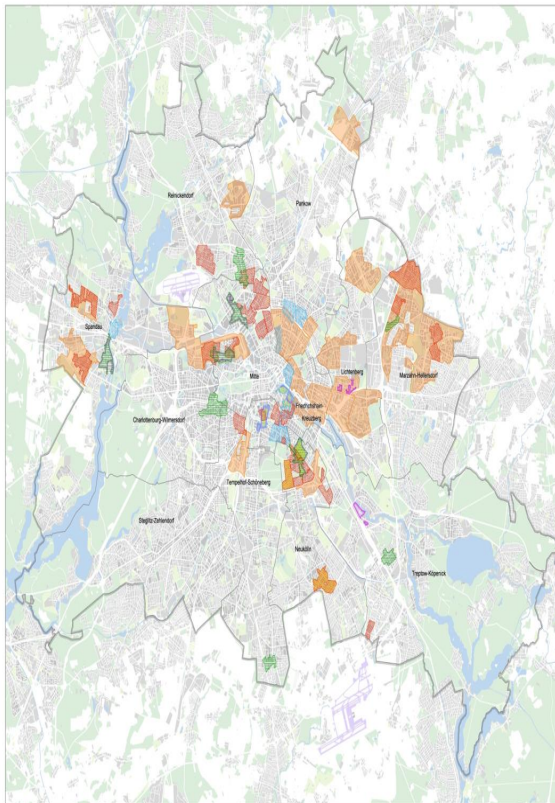 Reinickendorf
Pankow
Spandau
Mitte
Lichtenberg
Marzahn-Hellersdorf
Friedrichshain
Kreuzberg
Charlottenburg-Wilmersdorf
Tempelhof-Schöneberg
Steglitz-Zehlendorf
Neukölln
Treptow-Köpenick